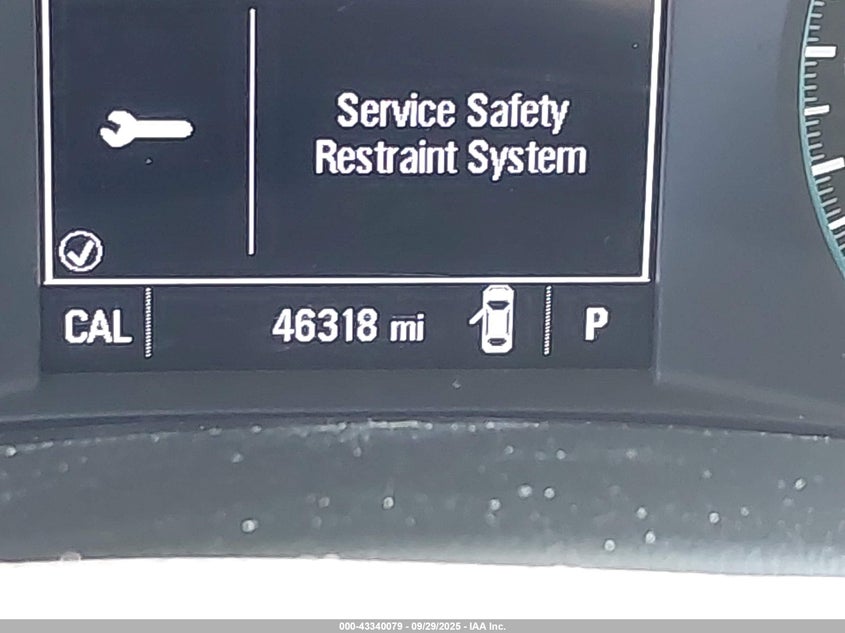 Service Safety
Restraint System
CAL 46318 mi P
000-43340079 - 09/29/2025 - IAA Inc.